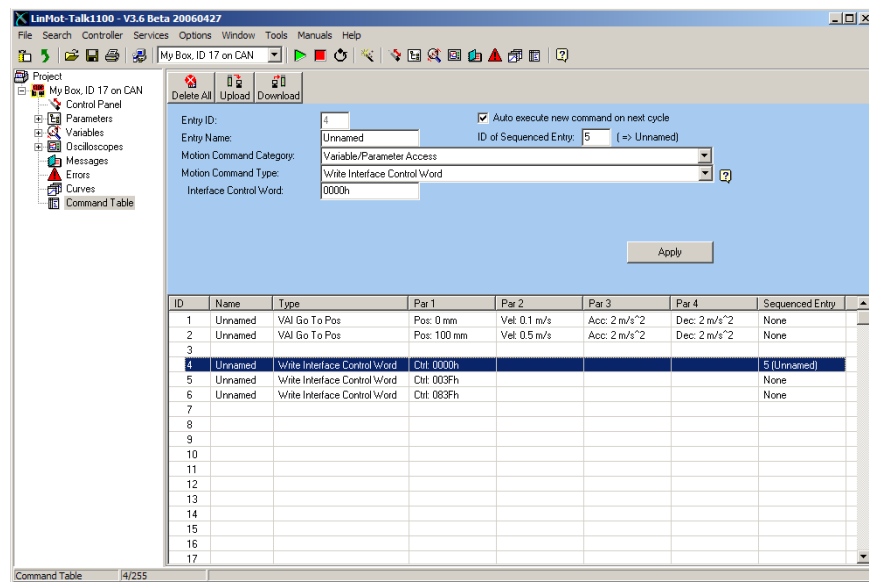 LinMot-Talk1100 - V3.6 Beta 20060427
File Search Controller Services Options Window Tools Manuals Help
My Box, ID 17 on CAN
Project
My Box, ID 17 on CAN
Control Panel
Parameters
Variables
Oscilloscopes
Messages
Errors
Curves
Command Table
Delete All Upload Download
Entry ID: 4
Auto execute new command on next cycle
Entry Name: Unnamed
ID of Sequenced Entry: 5 ( => Unnamed)
Motion Command Category: Variable/Parameter Access
Motion Command Type: Write Interface Control Word
Interface Control Word: 0000h
Apply
ID Name Type Par 1 Par 2 Par 3 Par 4 Sequenced Entry
1 Unnamed VAI Go To Pos Pos: 0 mm Vel: 0.1 m/s Acc: 2 m/s^2 Dec: 2 m/s^2 None
2 Unnamed VAI Go To Pos Pos: 100 mm Vel: 0.5 m/s Acc: 2 m/s^2 Dec: 2 m/s^2 None
3
4 Unnamed Write Interface Control Word Ctrl: 0000h 5 (Unnamed)
5 Unnamed Write Interface Control Word Ctrl: 003Fh None
6 Unnamed Write Interface Control Word Ctrl: 083Fh None
7
8
9
10
11
12
13
14
15
16
17
Command Table 4/255